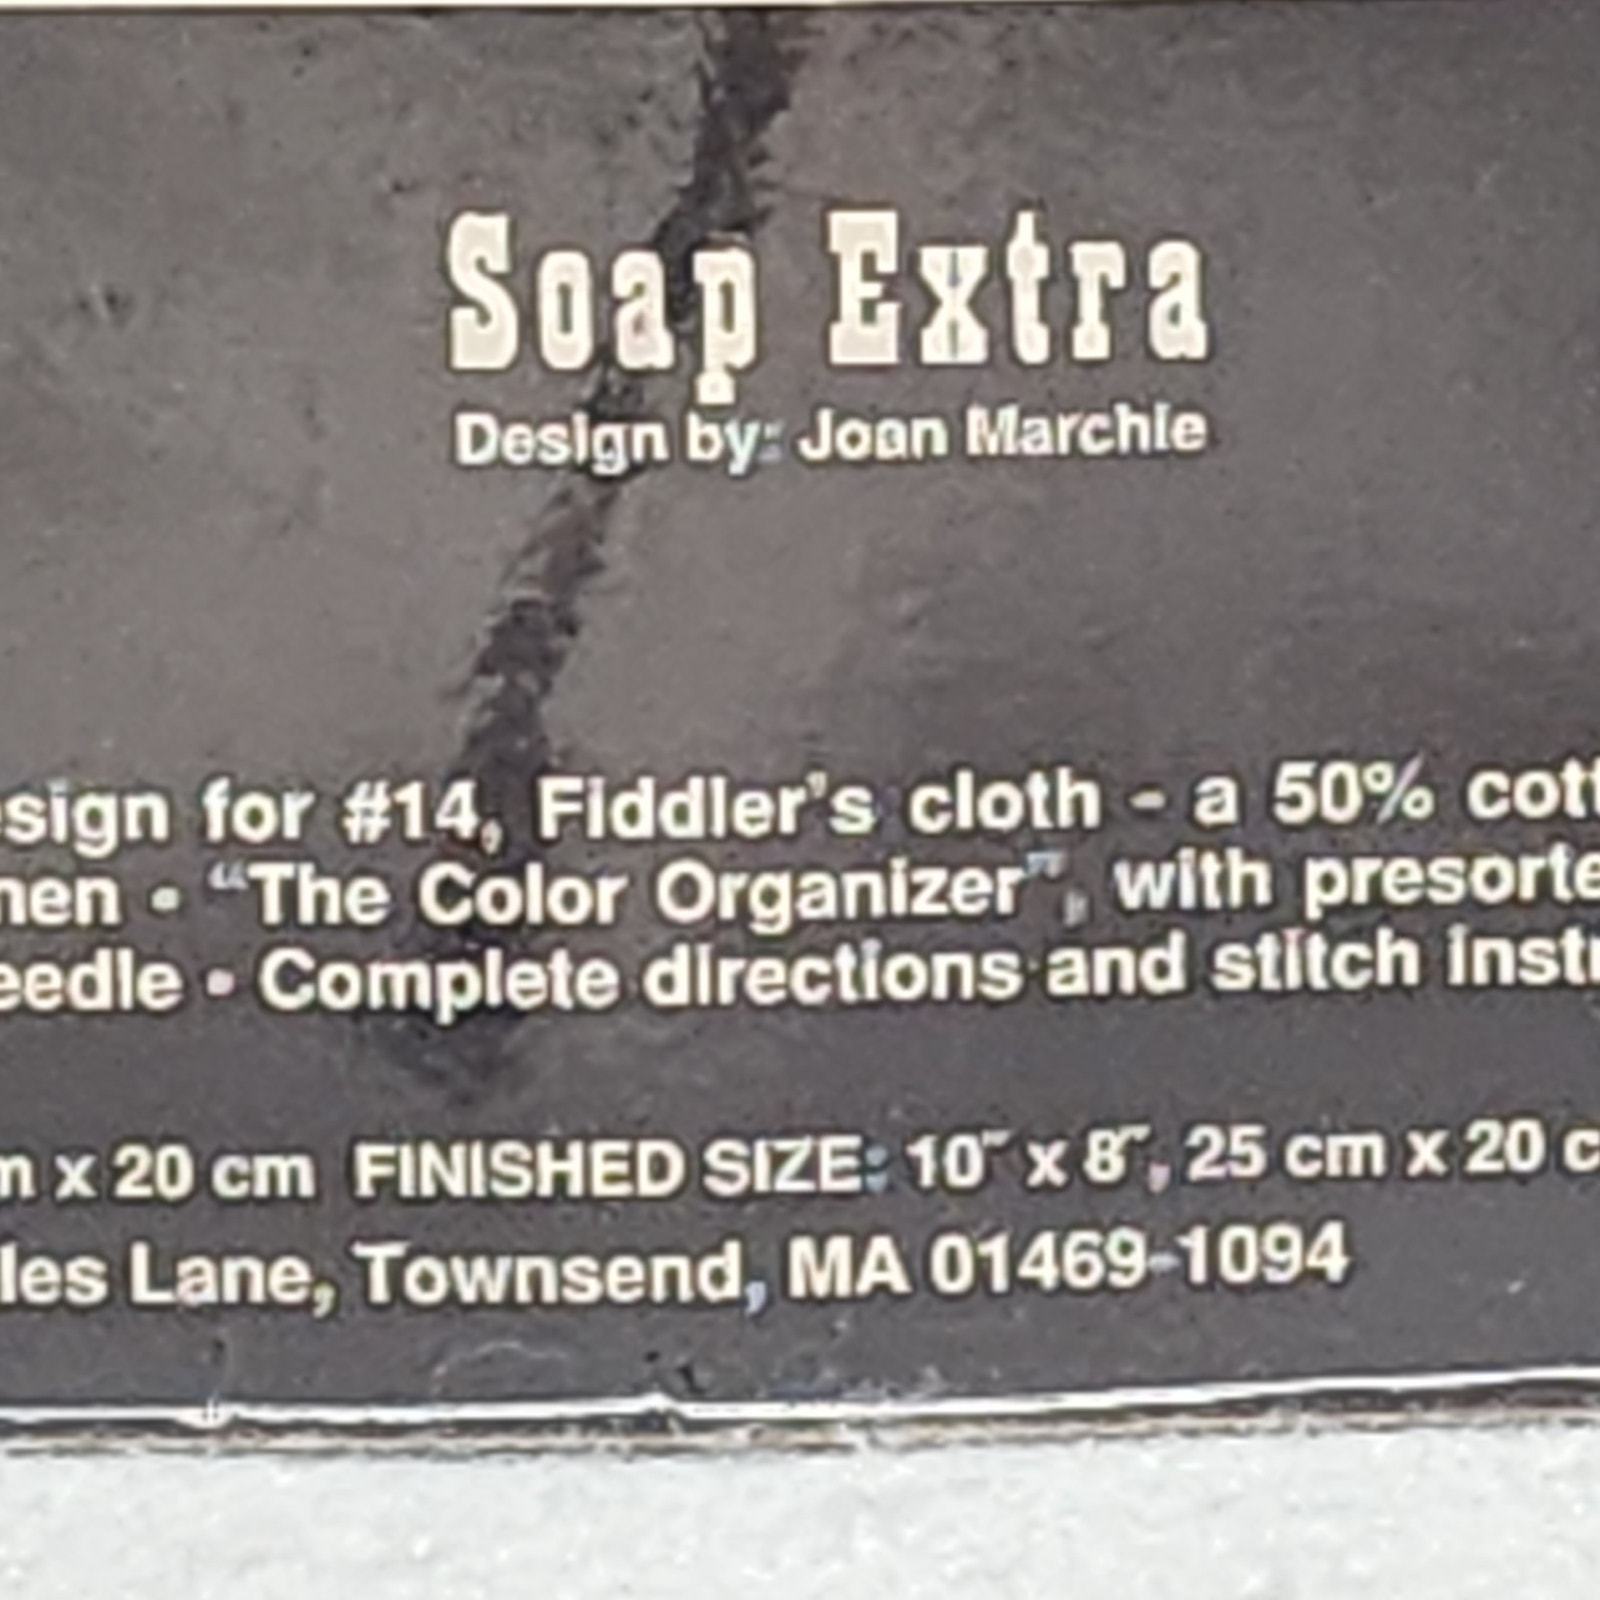 Soap Extra
Design by: Joan Marchie
esign for #14, Fiddler's cloth - a 50% cott
nen • "The Color Organizer", with presorte
eedle • Complete directions and stitch instr
m x 20 cm FINISHED SIZE: 10" x 8", 25 cm x 20 c
les Lane, Townsend, MA 01469-1094